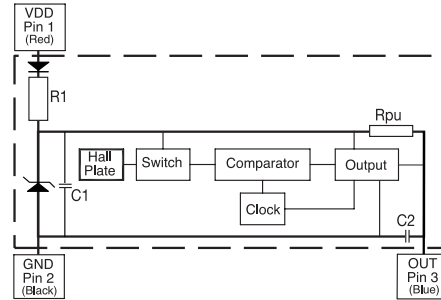 VDD
Pin 1
(Red)
R1
Rpu
Hall
Plate
Switch
Comparator
Output
C1
Clock
C2
GND
Pin 2
(Black)
OUT
Pin 3
(Blue)